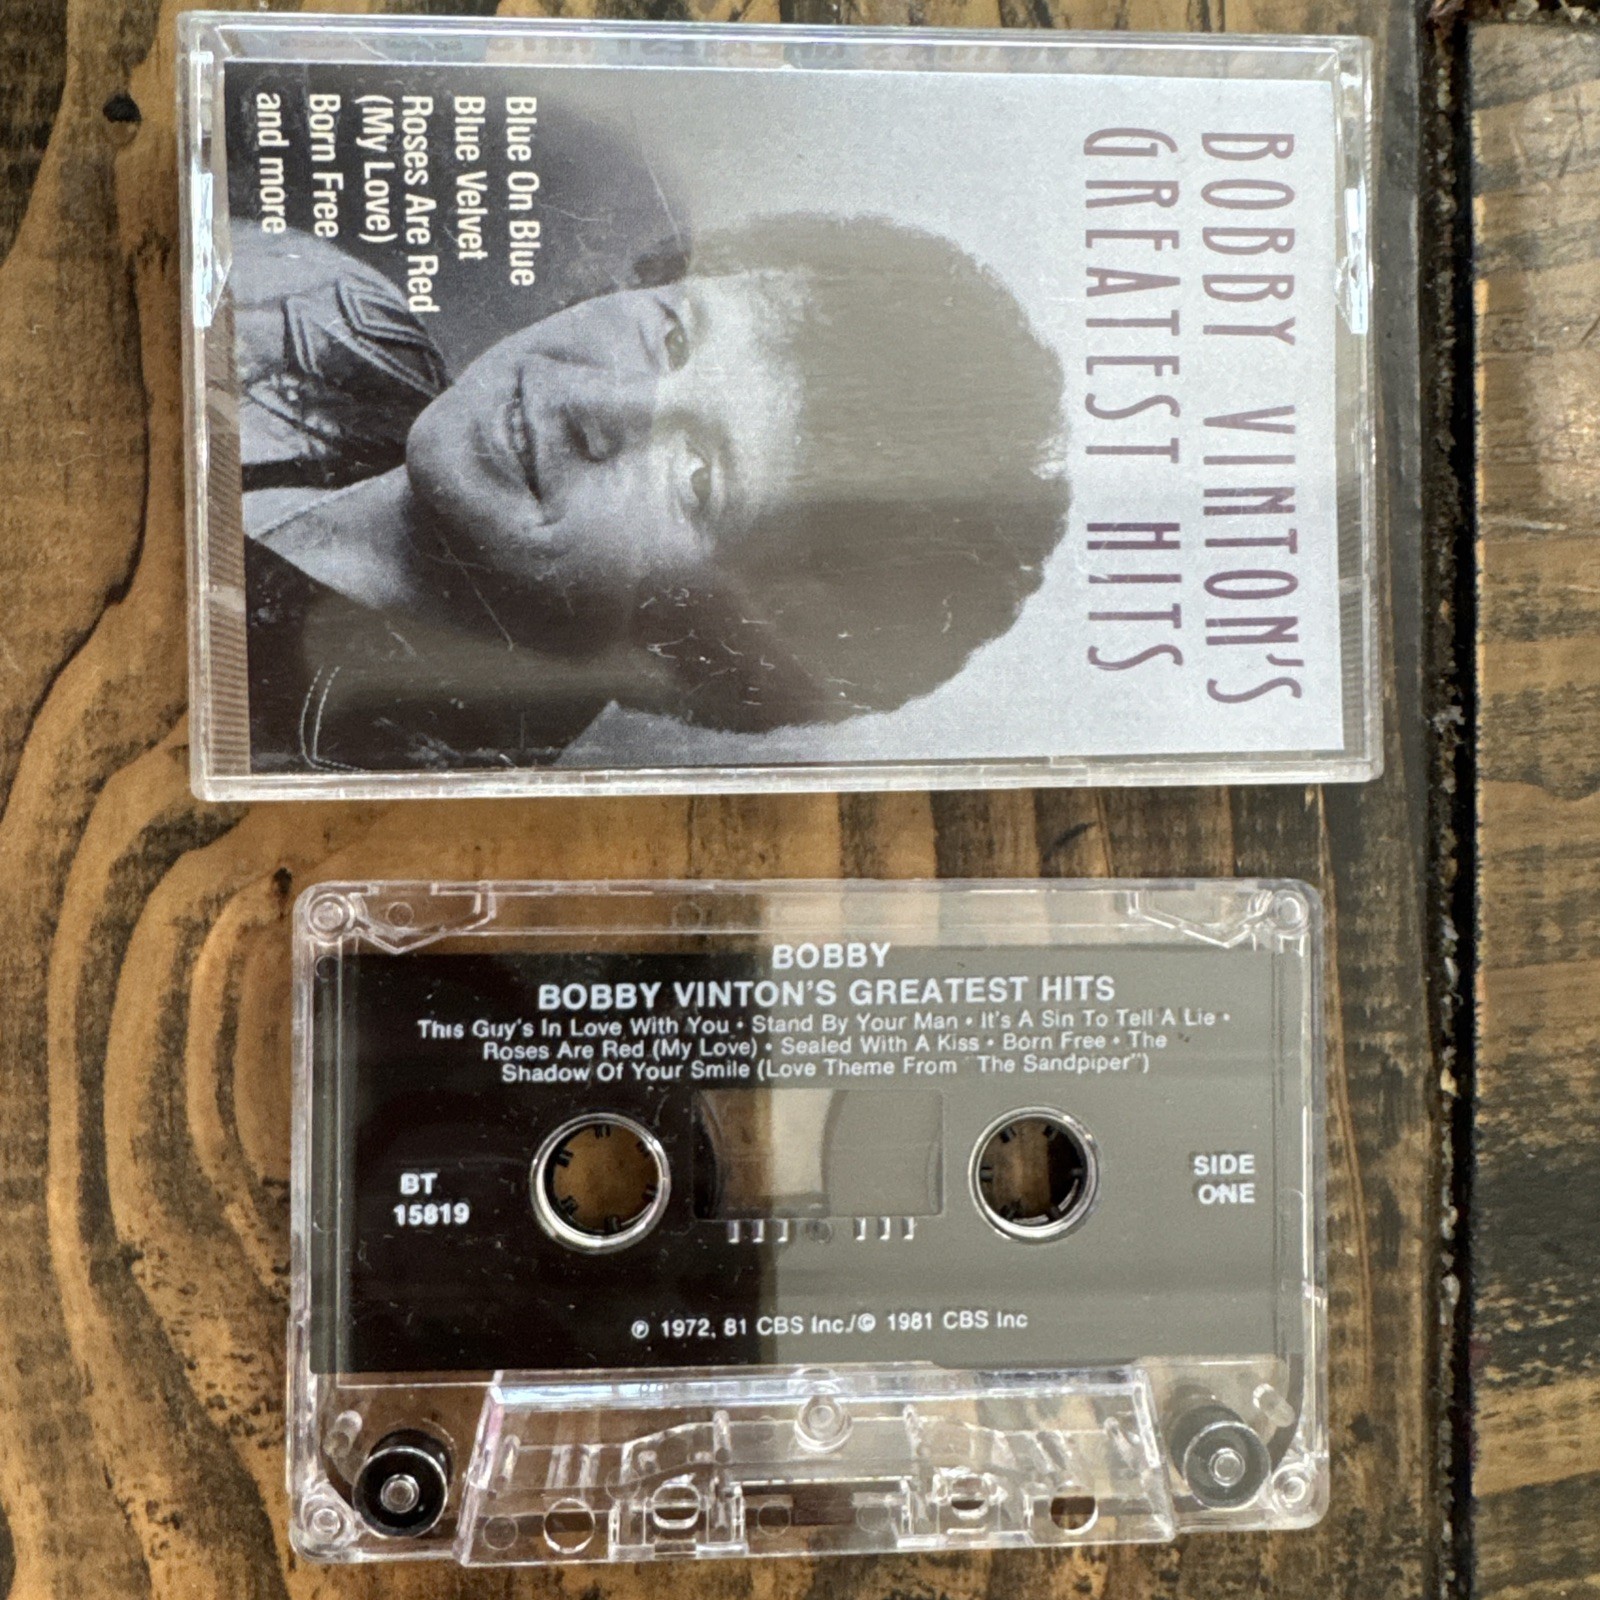 BOBBY VINTON'S
GREATEST HITS
Blue On Blue
Blue Velvet
Roses Are Red
(My Love)
Born Free
and more
BOBBY
BOBBY VINTON'S GREATEST HITS
This Guy's In Love With You • Stand By Your Man • It's A Sin To Tell A Lie •
Roses Are Red (My Love) • Sealed With A Kiss • Born Free • The
Shadow Of Your Smile (Love Theme From "The Sandpiper")
BT
15819
SIDE
ONE
℗ 1972, 81 CBS Inc./© 1981 CBS Inc